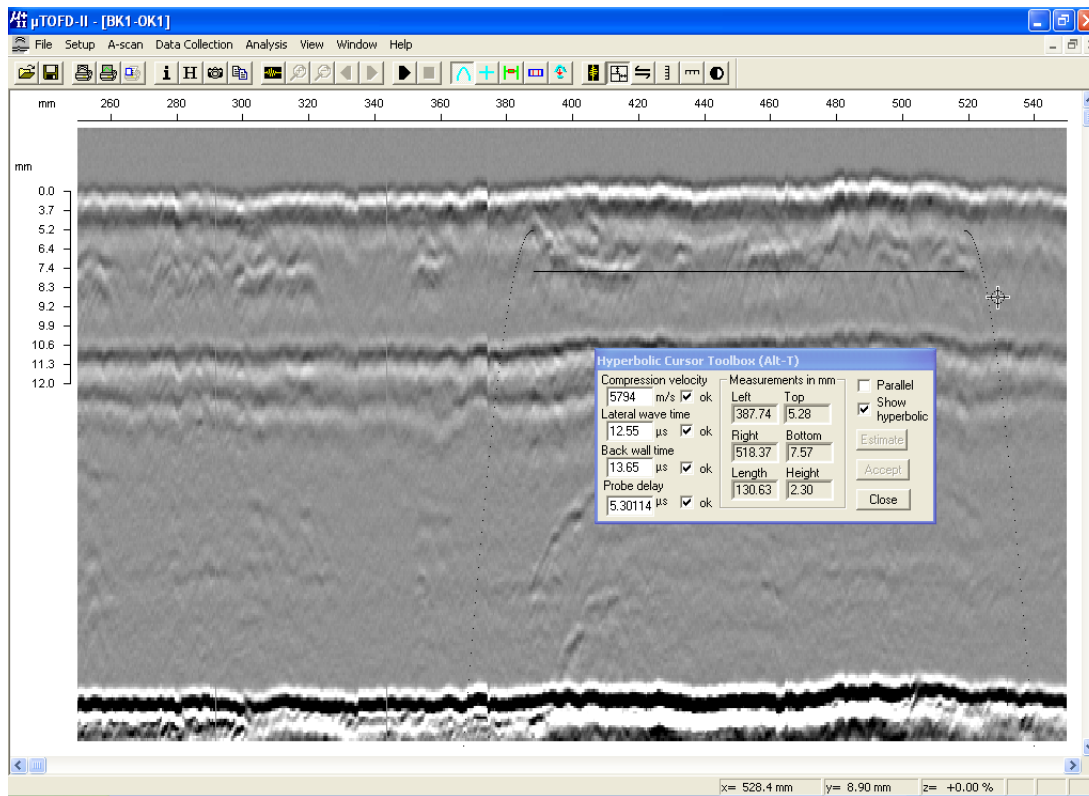 µTOFD-II - [BK1-OK1]
File Setup A-scan Data Collection Analysis View Window Help
i H
mm 260 280 300 320 340 360 380 400 420 440 460 480 500 520 540
mm
0.0
3.7
5.2
6.4
7.4
8.3
9.2
9.9
10.6
11.3
12.0
Hyperbolic Cursor Toolbox (Alt-T)
Compression velocity
5794 m/s ok
Lateral wave time
12.55 µs ok
Back wall time
13.65 µs ok
Probe delay
5.30114 µs ok
Measurements in mm
Left Top
387.74 5.28
Right Bottom
518.37 7.57
Length Height
130.63 2.30
Parallel
Show
hyperbolic
Estimate
Accept
Close
x= 528.4 mm y= 8.90 mm z= +0.00 %